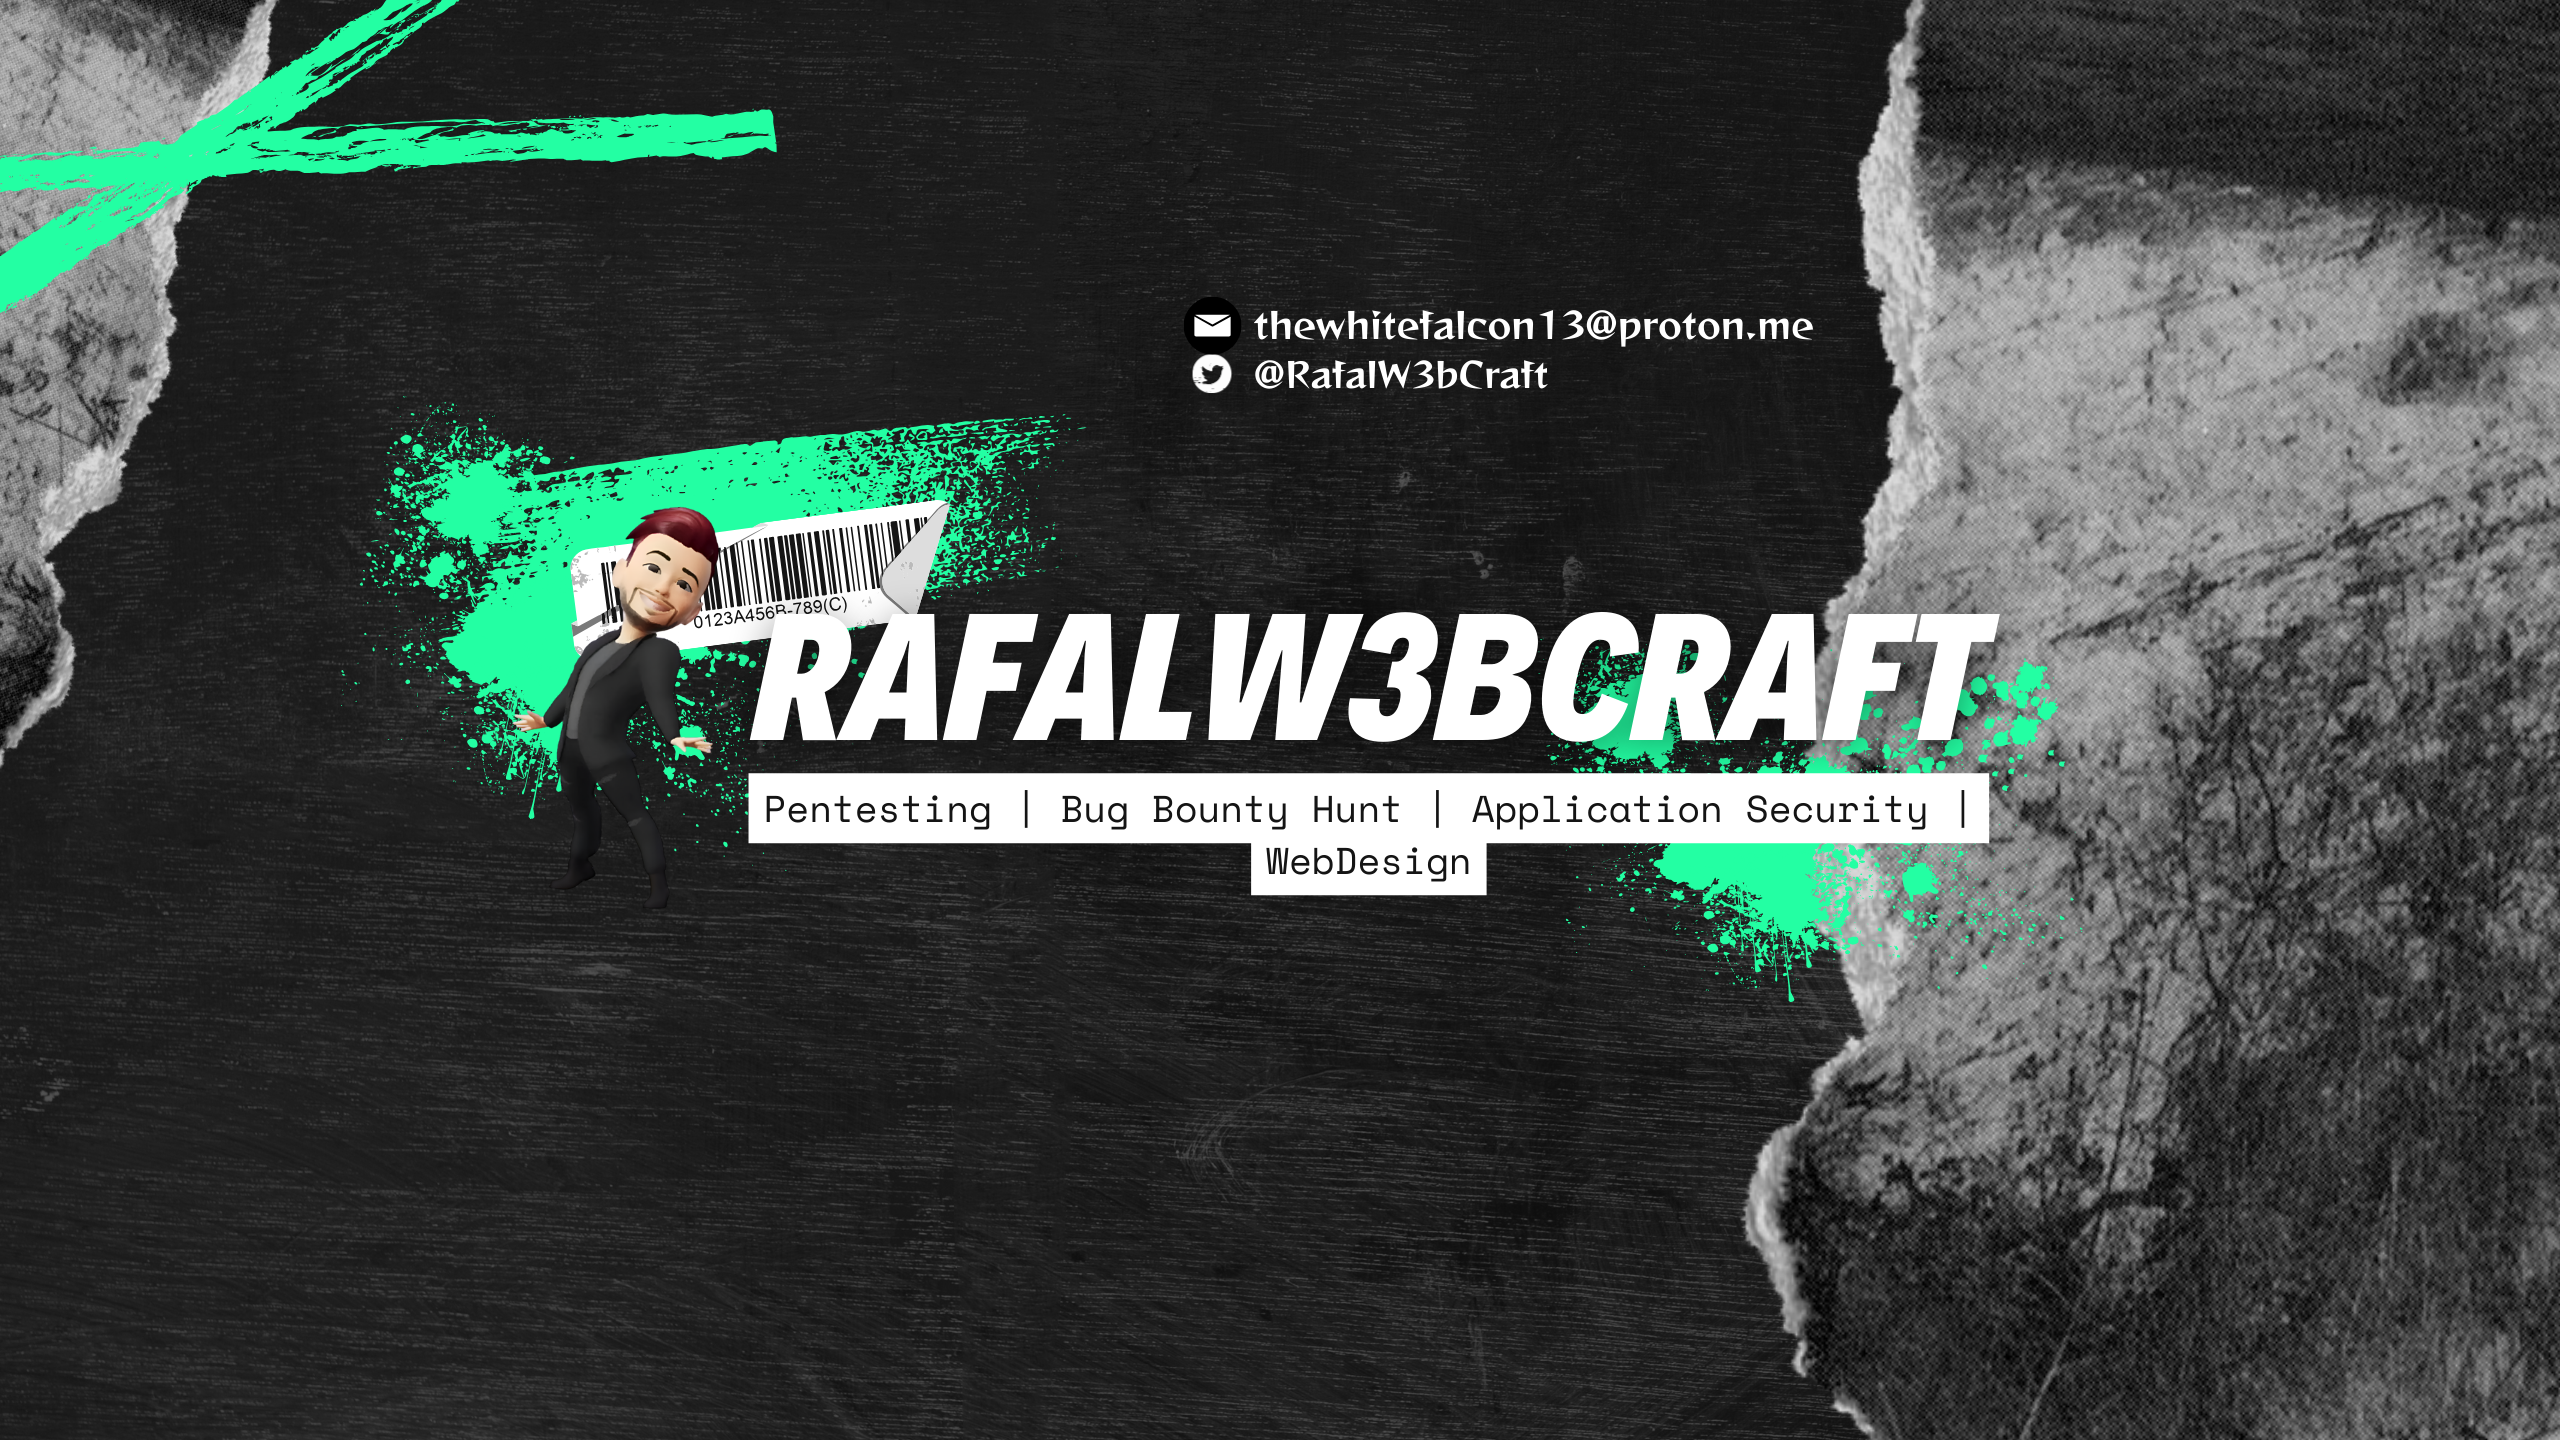 thewhitefalcon13@proton.me
@RafalW3bCraft
0123A456B-789(C)
RAFALW3BCRAFT
Pentesting | Bug Bounty Hunt | Application Security |
WebDesign